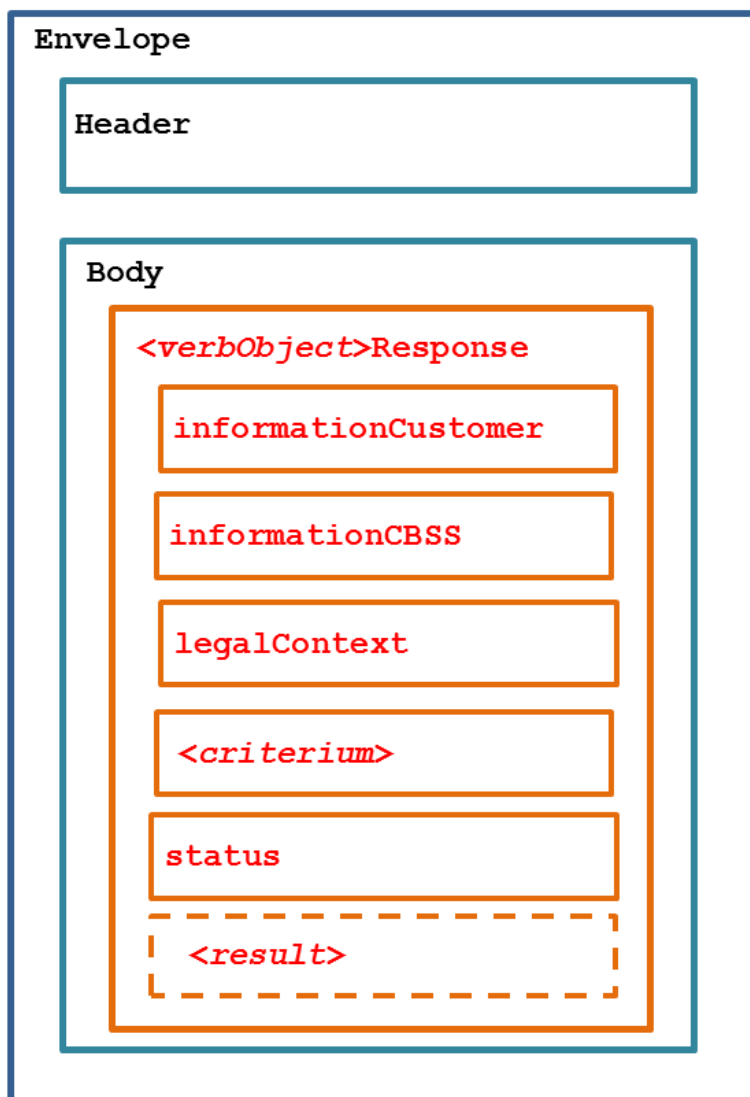 Envelope
Header
Body
<verbObject>Response
informationCustomer
informationCBSS
legalContext
<criterium>
status
<result>